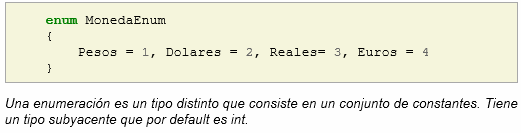 enum MonedaEnum
{
Pesos = 1, Dolares = 2, Reales= 3, Euros = 4
}
Una enumeración es un tipo distinto que consiste en un conjunto de constantes. Tiene
un tipo subyacente que por default es int.